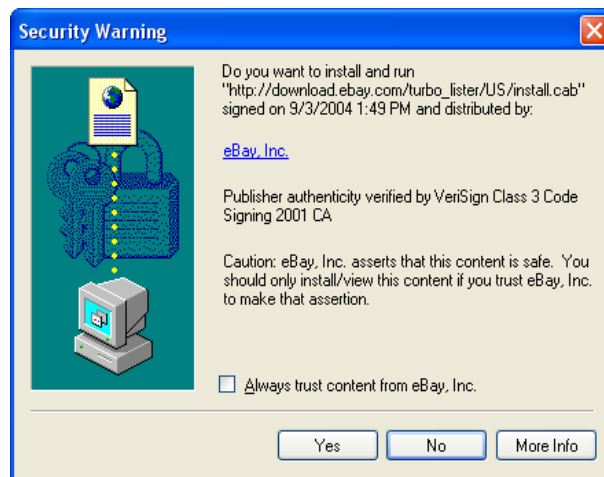 Security Warning
Do you want to install and run
"http://download.ebay.com/turbo_lister/US/install.cab"
signed on 9/3/2004 1:49 PM and distributed by:
eBay, Inc.
Publisher authenticity verified by VeriSign Class 3 Code
Signing 2001 CA
Caution: eBay, Inc. asserts that this content is safe.  You
should only install/view this content if you trust eBay, Inc.
to make that assertion.
Always trust content from eBay, Inc.
Yes No More Info